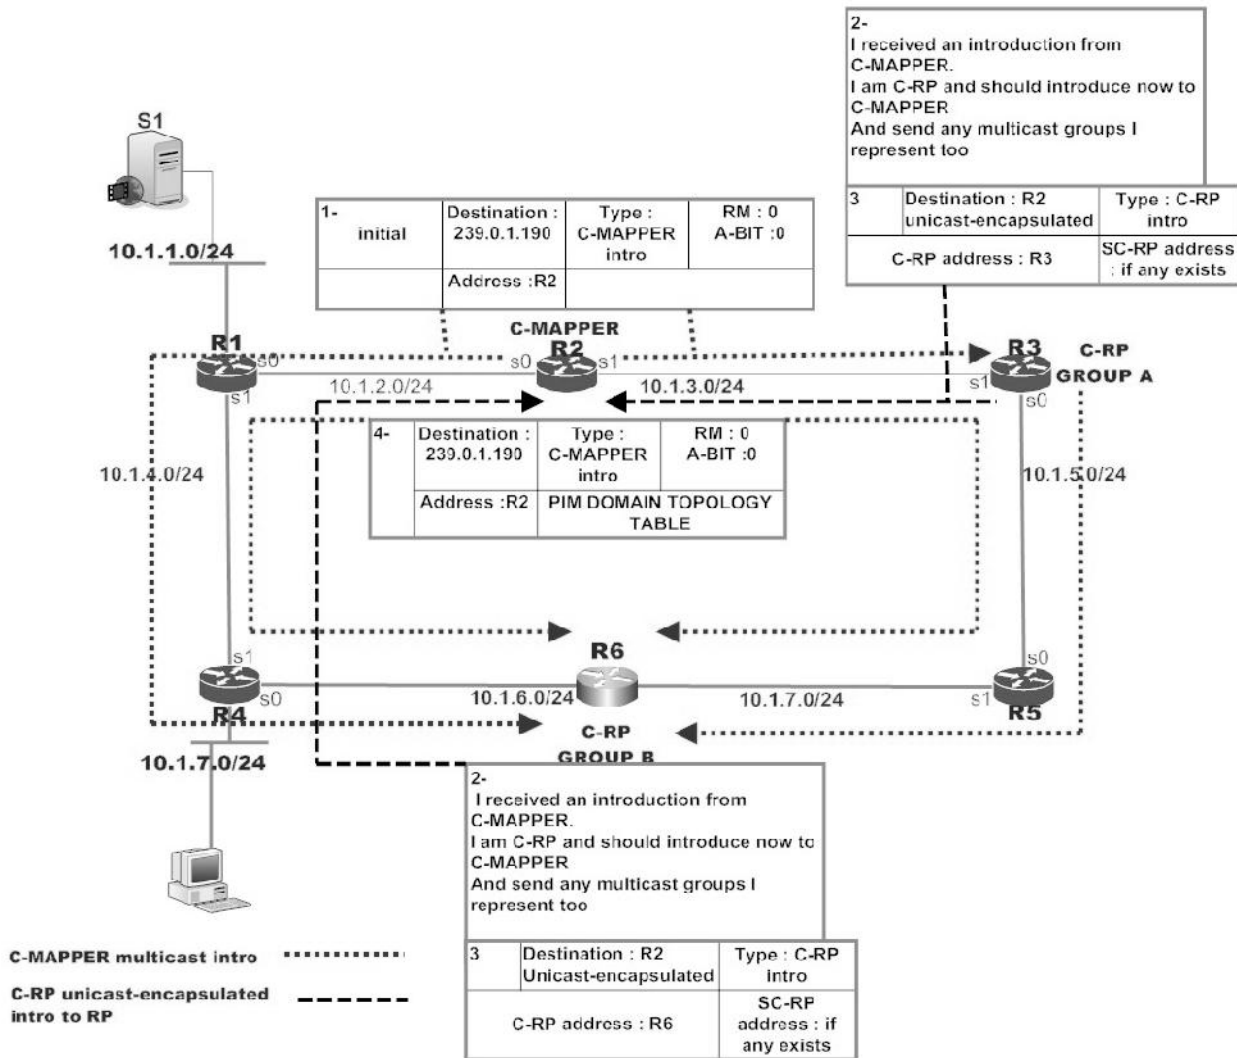 2-
I received an introduction from
C-MAPPER.
I am C-RP and should introduce now to
C-MAPPER
And send any multicast groups I
represent too
3
Destination : R2
unicast-encapsulated
Type : C-RP
intro
C-RP address : R3
SC-RP address
: if any exists
S1
10.1.1.0/24
1-
initial
Destination :
239.0.1.190
Type :
C-MAPPER
intro
RM : 0
A-BIT :0
Address :R2
C-MAPPER
R1
s0
s1
10.1.2.0/24
s0
R2
s1
10.1.3.0/24
R3
s1
s0
C-RP
GROUP A
4-
Destination :
239.0.1.190
Type :
C-MAPPER
intro
RM : 0
A-BIT :0
Address :R2
PIM DOMAIN TOPOLOGY
TABLE
10.1.4.0/24
10.1.5.0/24
s1
s0
R4
10.1.6.0/24
R6
10.1.7.0/24
s0
s1
R5
C-RP
GROUP B
10.1.7.0/24
2-
I received an introduction from
C-MAPPER.
I am C-RP and should introduce now to
C-MAPPER
And send any multicast groups I
represent too
3
Destination : R2
Unicast-encapsulated
Type : C-RP
intro
C-RP address : R6
SC-RP
address : if
any exists
C-MAPPER multicast intro
C-RP unicast-encapsulated
intro to RP